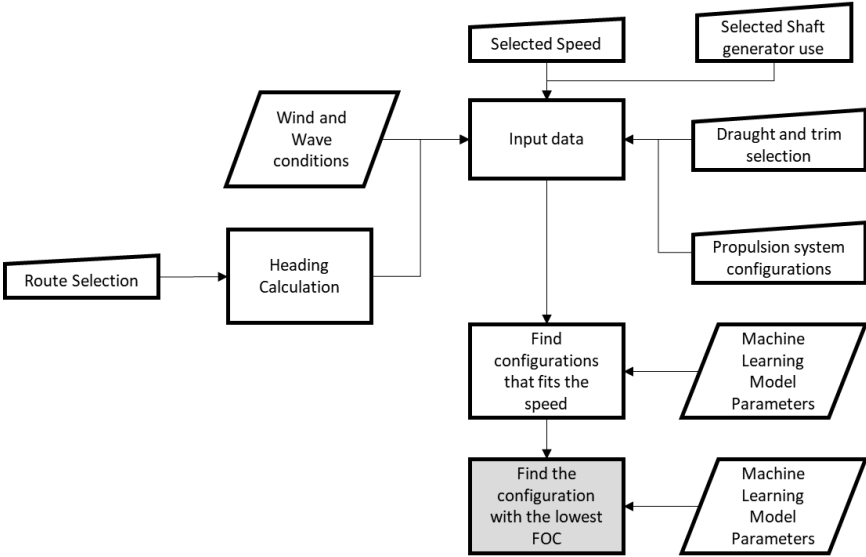 Selected Speed
Selected Shaft
generator use
Wind and
Wave
conditions
Input data
Draught and trim
selection
Route Selection
Heading
Calculation
Propulsion system
configurations
Find
configurations
that fits the
speed
Machine
Learning
Model
Parameters
Find the
configuration
with the lowest
FOC
Machine
Learning
Model
Parameters